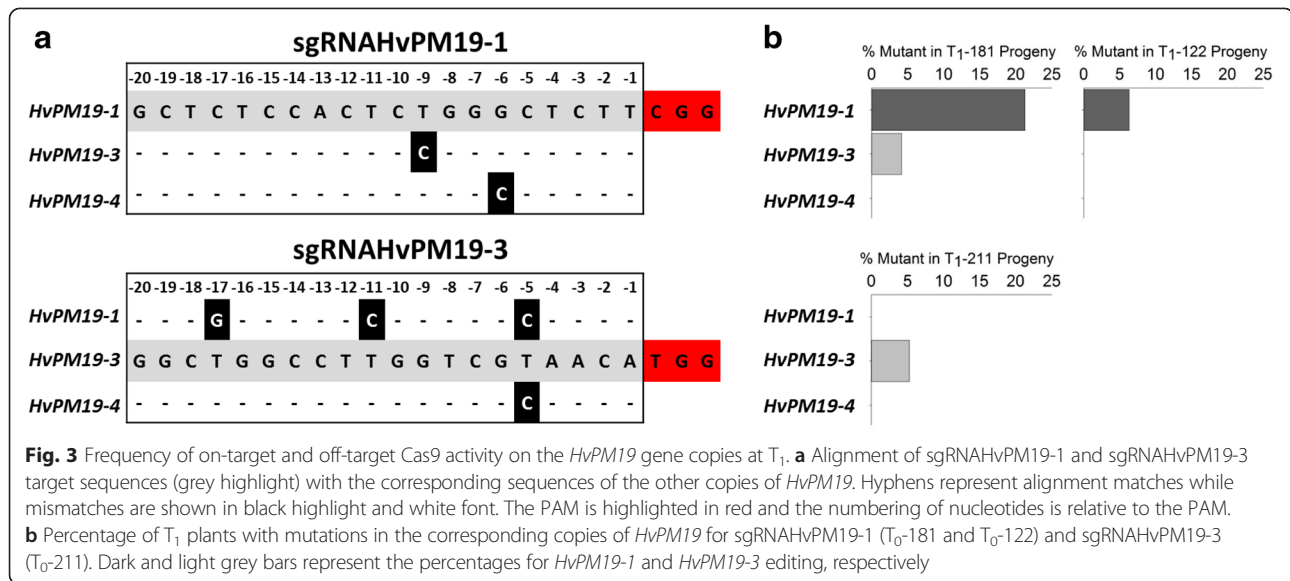 a
sgRNAHvPM19-1
-20 -19 -18 -17 -16 -15 -14 -13 -12 -11 -10 -9 -8 -7 -6 -5 -4 -3 -2 -1
HvPM19-1 G C T C T C C A C T C T G G G C T C T T C G G
HvPM19-3 - - - - - - - - - - - C - - - - - - - -
HvPM19-4 - - - - - - - - - - - - - - C - - - - -
sgRNAHvPM19-3
-20 -19 -18 -17 -16 -15 -14 -13 -12 -11 -10 -9 -8 -7 -6 -5 -4 -3 -2 -1
HvPM19-1 - - - G - - - - - C - - - - - C - - - -
HvPM19-3 G G C T G G C C T T G G T C G T A A C A T G G
HvPM19-4 - - - - - - - - - - - - - - - C - - - -
b
% Mutant in T1-181 Progeny % Mutant in T1-122 Progeny
0 5 10 15 20 25 0 5 10 15 20 25
HvPM19-1
HvPM19-3
HvPM19-4
% Mutant in T1-211 Progeny
0 5 10 15 20 25
HvPM19-1
HvPM19-3
HvPM19-4
Fig. 3 Frequency of on-target and off-target Cas9 activity on the HvPM19 gene copies at T1. a Alignment of sgRNAHvPM19-1 and sgRNAHvPM19-3
target sequences (grey highlight) with the corresponding sequences of the other copies of HvPM19. Hyphens represent alignment matches while
mismatches are shown in black highlight and white font. The PAM is highlighted in red and the numbering of nucleotides is relative to the PAM.
b Percentage of T1 plants with mutations in the corresponding copies of HvPM19 for sgRNAHvPM19-1 (T0-181 and T0-122) and sgRNAHvPM19-3
(T0-211). Dark and light grey bars represent the percentages for HvPM19-1 and HvPM19-3 editing, respectively